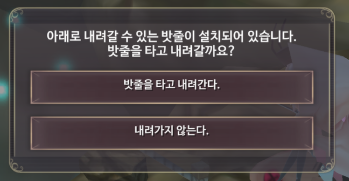 아래로 내려갈 수 있는 밧줄이 설치되어 있습니다.
밧줄을 타고 내려갈까요?
밧줄을 타고 내려간다.
내려가지 않는다.